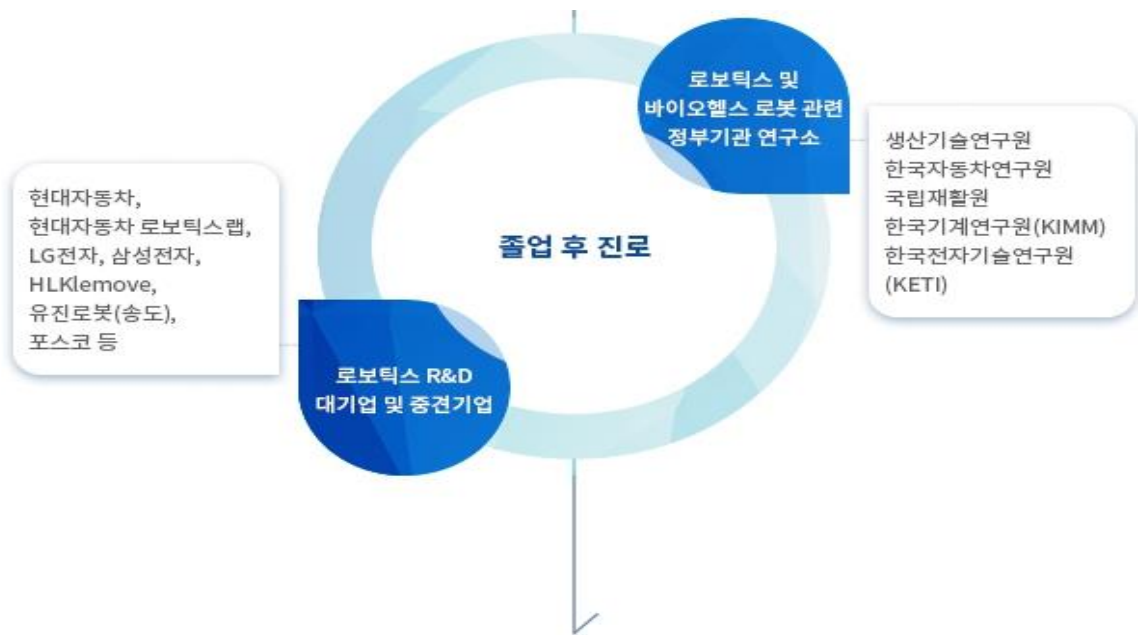 로보틱스 및
바이오헬스 로봇 관련
정부기관 연구소
생산기술연구원
한국자동차연구원
국립재활원
한국기계연구원(KIMM)
한국전자기술연구원
(KETI)
졸업 후 진로
현대자동차,
현대자동차 로보틱스랩,
LG전자, 삼성전자,
HLKlemove,
유진로봇(송도),
포스코 등
로보틱스 R&D
대기업 및 중견기업